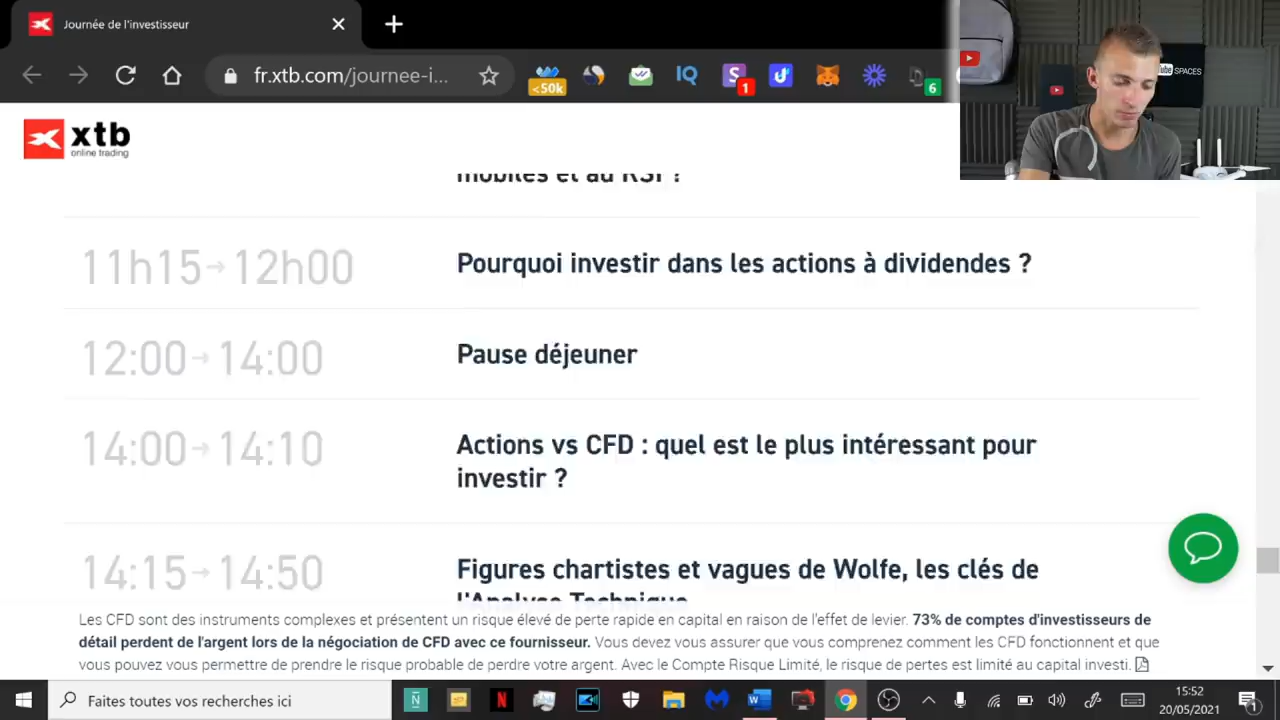 Journée de l'investisseur
fr.xtb.com/journee-i...
<50k
IQ
S
1
6
xtb
online trading
mobiles et au RSI ?
11h15 → 12h00
Pourquoi investir dans les actions à dividendes ?
12:00 → 14:00
Pause déjeuner
14:00 → 14:10
Actions vs CFD : quel est le plus intéressant pour
investir ?
14:15 → 14:50
Figures chartistes et vagues de Wolfe, les clés de
l'Analyse Technique
Les CFD sont des instruments complexes et présentent un risque élevé de perte rapide en capital en raison de l'effet de levier. 73% de comptes d'investisseurs de
détail perdent de l'argent lors de la négociation de CFD avec ce fournisseur. Vous devez vous assurer que vous comprenez comment les CFD fonctionnent et que
vous pouvez vous permettre de prendre le risque probable de perdre votre argent. Avec le Compte Risque Limité, le risque de pertes est limité au capital investi.
Faites toutes vos recherches ici
15:52
20/05/2021
1